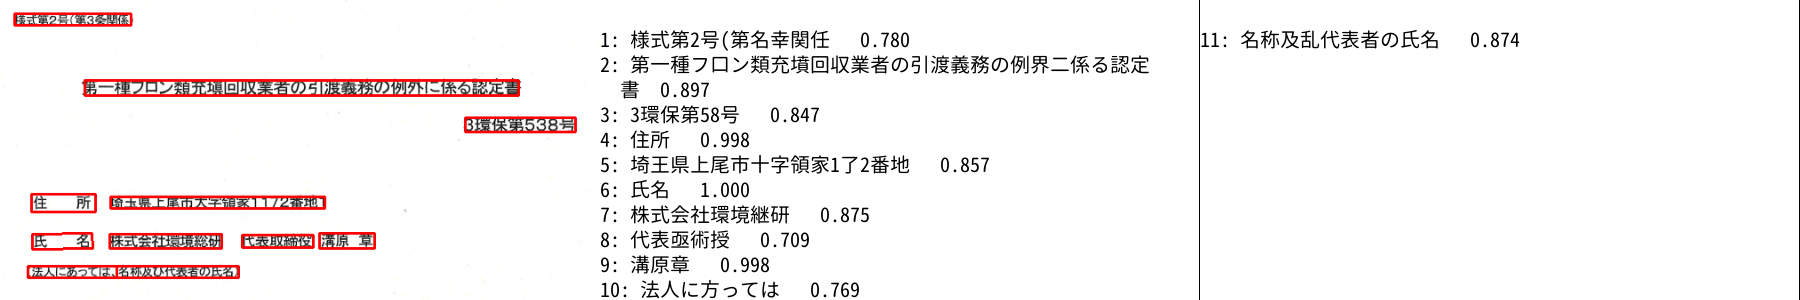 様式第2号(第3条関係
第一種フロン類充塡回収業者の引渡義務の例外に係る認定書
3環保第538号
住　所　埼玉県上尾市大字領家1172番地1
氏　名　株式会社環境総研　代表取締役　溝原　章
法人にあっては、名称及び代表者の氏名)
1: 様式第2号(第名幸関任 0.780
2: 第一種フロン類充填回収業者の引渡義務の例界二係る認定
書 0.897
3: 3環保第58号 0.847
4: 住所 0.998
5: 埼王県上尾市十字領家1了2番地 0.857
6: 氏名 1.000
7: 株式会社環境継研 0.875
8: 代表亟術授 0.709
9: 溝原章 0.998
10: 法人に方っては 0.769
11: 名称及乱代表者の氏名 0.874